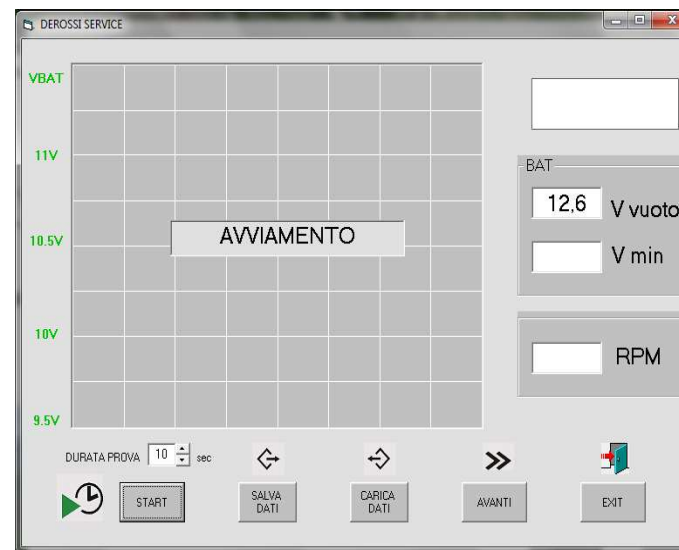 DEROSSI SERVICE
VBAT
11V
10.5V
10V
9.5V
AVVIAMENTO
BAT
12,6 V vuoto
V min
RPM
DURATA PROVA 10 sec
START
SALVA
DATI
CARICA
DATI
AVANTI
EXIT